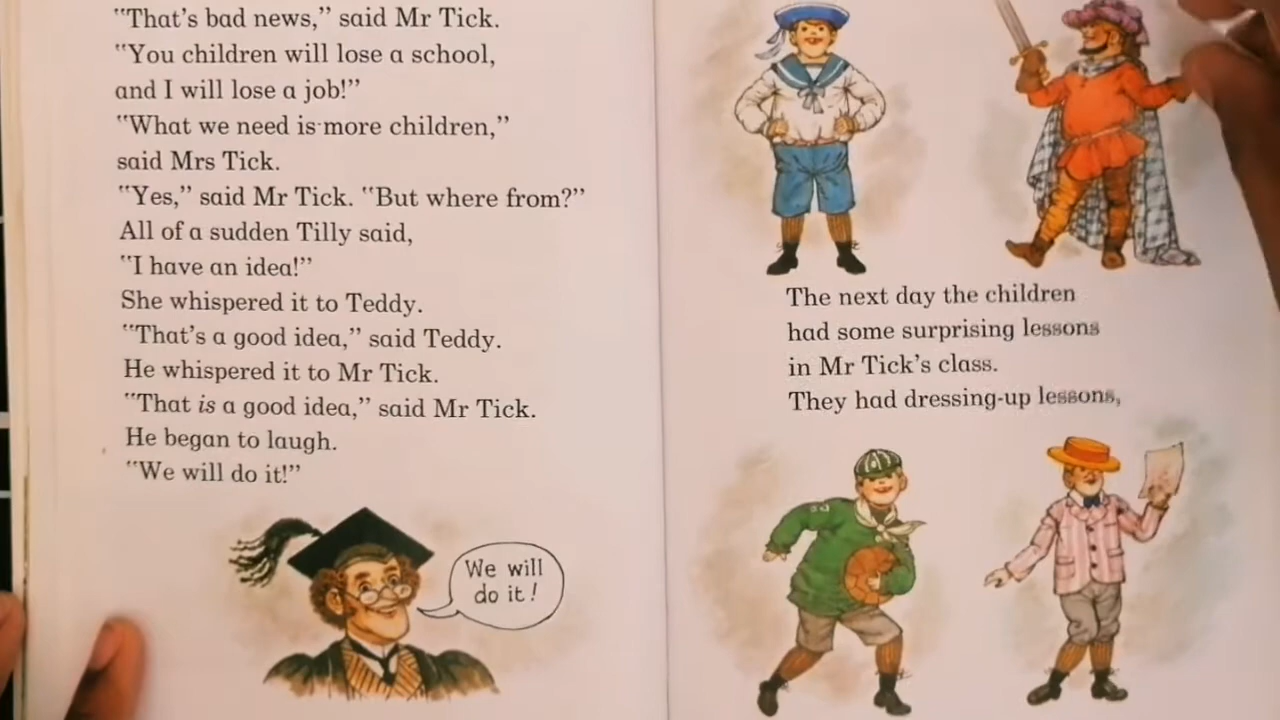 "That's bad news," said Mr Tick.
"You children will lose a school,
and I will lose a job!"
"What we need is more children,"
said Mrs Tick.
"Yes," said Mr Tick. "But where from?"
All of a sudden Tilly said,
"I have an idea!"
She whispered it to Teddy.
"That's a good idea," said Teddy.
He whispered it to Mr Tick.
"That is a good idea," said Mr Tick.
He began to laugh.
"We will do it!"
We will
do it!
The next day the children
had some surprising lessons
in Mr Tick's class.
They had dressing-up lessons,